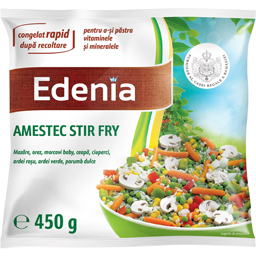 congelat rapid
după recoltare
pentru a-și păstra
vitaminele
și mineralele
Edenia
AMESTEC STIR FRY
Mazăre, orez, morcovi baby, ceapă, ciuperci,
ardei roșu, ardei verde, porumb dulce
℮ 450 g